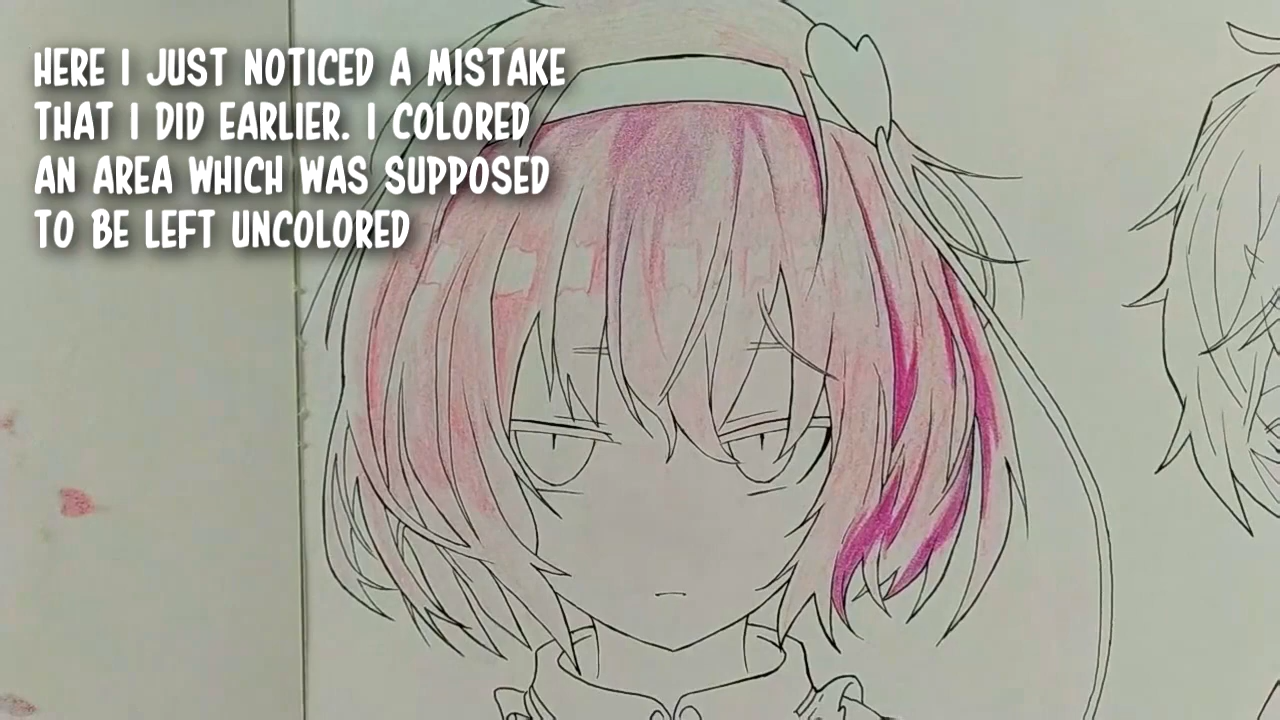 HERE I JUST NOTICED A MISTAKE
THAT I DID EARLIER. I COLORED
AN AREA WHICH WAS SUPPOSED
TO BE LEFT UNCOLORED